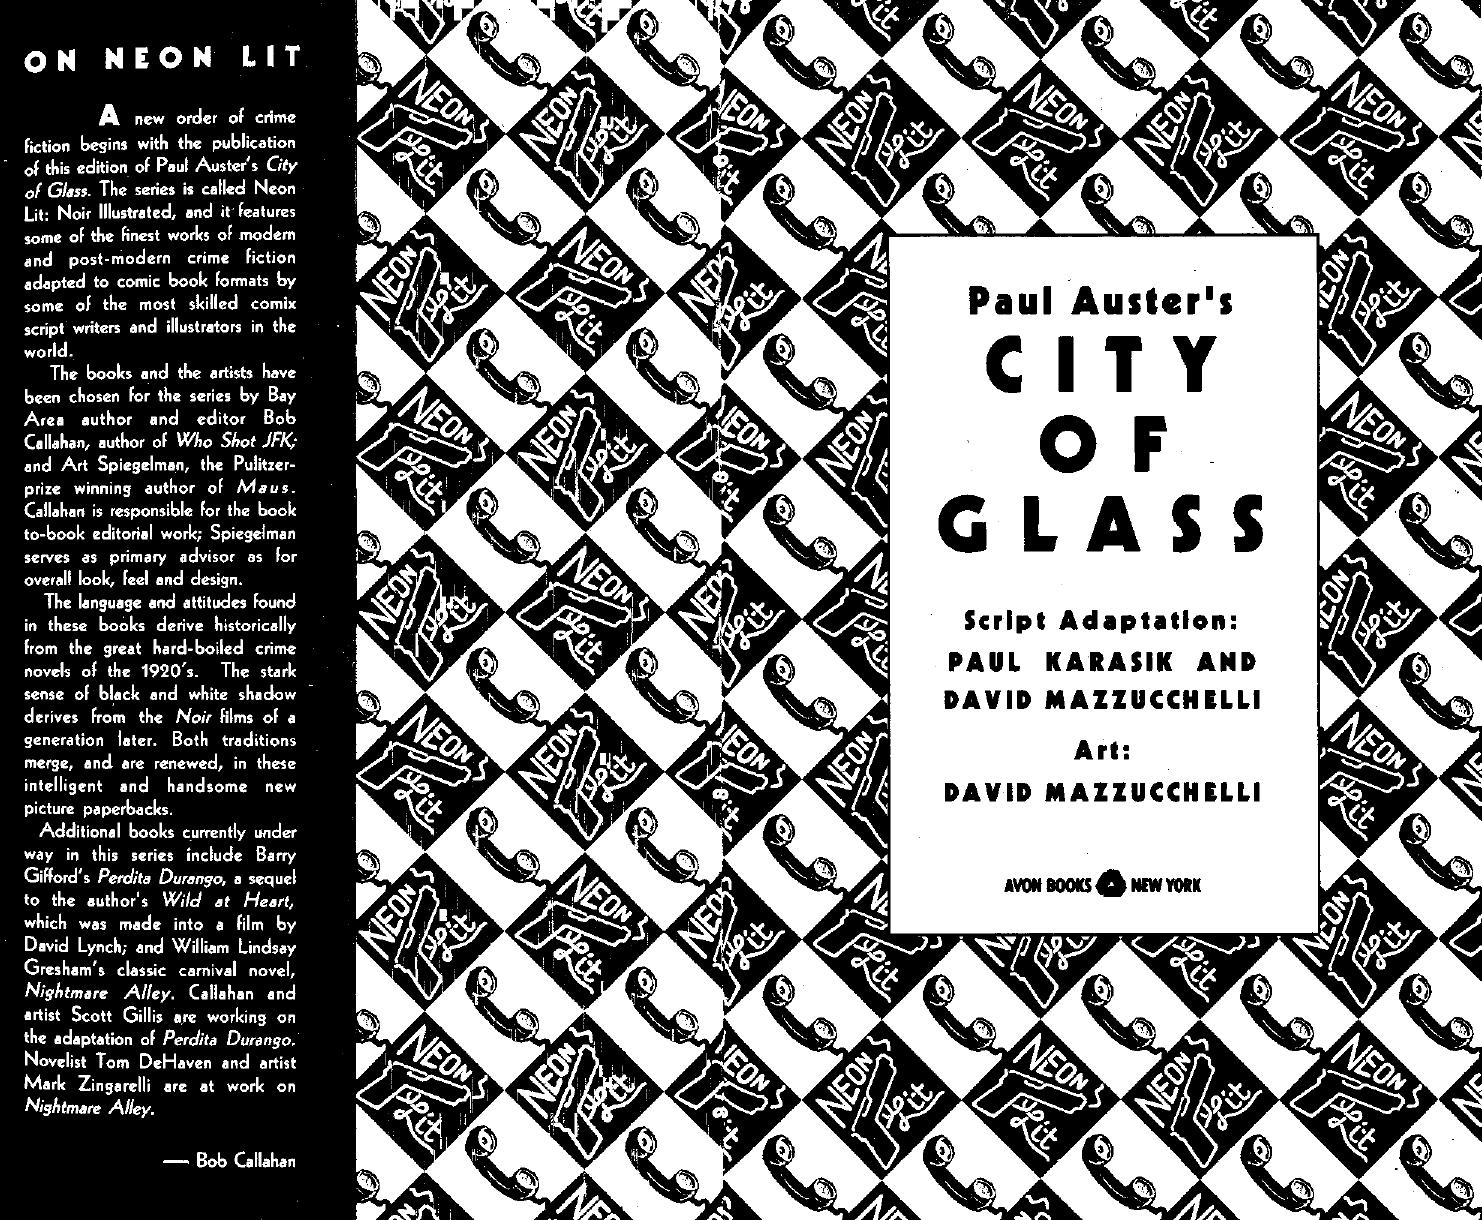 ON NEON LIT
A new order of crime
fiction begins with the publication
of this edition of Paul Auster's City
of Glass. The series is called Neon
Lit: Noir Illustrated, and it features
some of the finest works of modern
and post-modern crime fiction
adapted to comic book formats by
some of the most skilled comix
script writers and illustrators in the
world.
The books and the artists have
been chosen for the series by Bay
Area author and editor Bob
Callahan, author of Who Shot JFK;
and Art Spiegelman, the Pulitzer-
prize winning author of Maus.
Callahan is responsible for the book
to-book editorial work; Spiegelman
serves as primary advisor as for
overall look, feel and design.
The language and attitudes found
in these books derive historically
from the great hard-boiled crime
novels of the 1920's. The stark
sense of black and white shadow
derives from the Noir films of a
generation later. Both traditions
merge, and are renewed, in these
intelligent and handsome new
picture paperbacks.
Additional books currently under
way in this series include Barry
Gifford's Perdita Durango, a sequel
to the author's Wild at Heart,
which was made into a film by
David Lynch; and William Lindsay
Gresham's classic carnival novel,
Nightmare Alley. Callahan and
artist Scott Gillis are working on
the adaptation of Perdita Durango.
Novelist Tom DeHaven and artist
Mark Zingarelli are at work on
Nightmare Alley.
— Bob Callahan
NEON
Lit
Paul Auster's
CITY
OF
GLASS
Script Adaptation:
PAUL KARASIK AND
DAVID MAZZUCCHELLI
Art:
DAVID MAZZUCCHELLI
AVON BOOKS NEW YORK